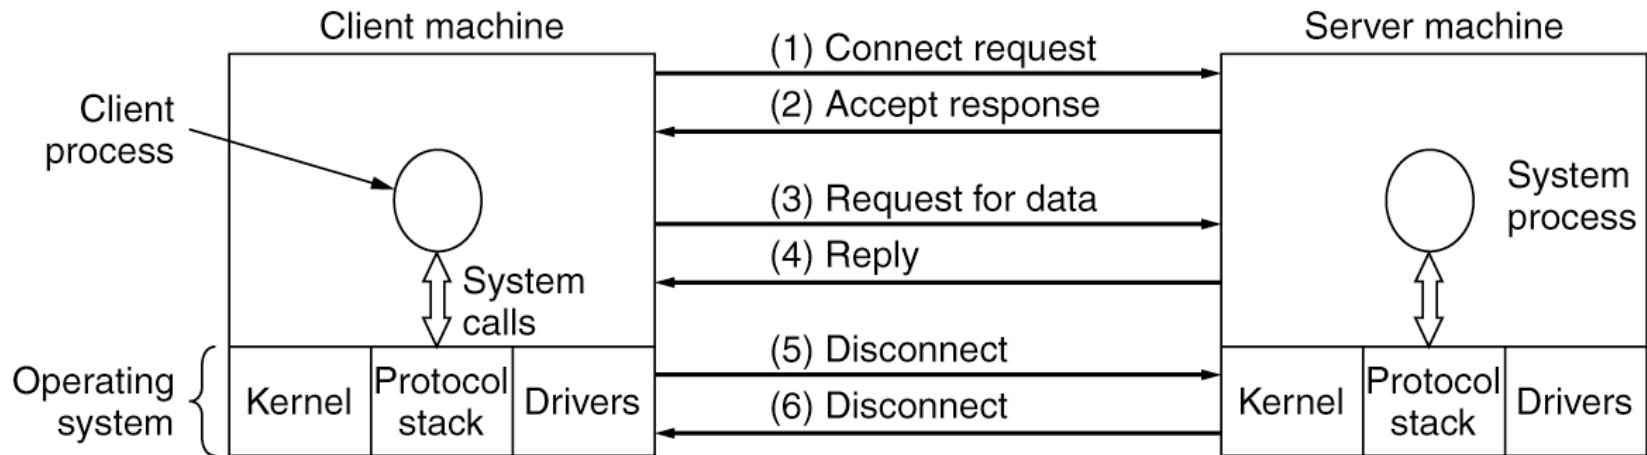 Client machine
Server machine
(1) Connect request
(2) Accept response
Client
process
(3) Request for data
System
process
(4) Reply
System
calls
(5) Disconnect
Operating
system
Kernel
Protocol
stack
Drivers
(6) Disconnect
Kernel
Protocol
stack
Drivers